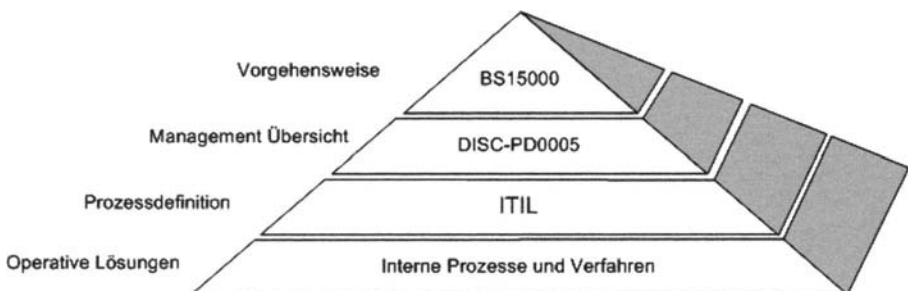 Vorgehensweise
BS15000
Management Übersicht
DISC-PD0005
Prozessdefinition
ITIL
Operative Lösungen
Interne Prozesse und Verfahren